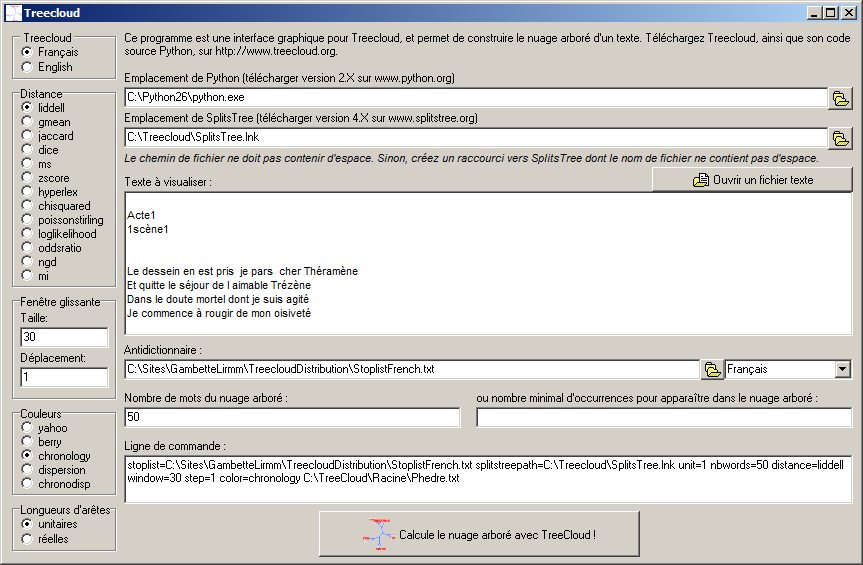 Treecloud
Treecloud
Français
English
Distance
liddell
gmean
jaccard
dice
ms
zscore
hyperlex
chisquared
poissonstirling
loglikelihood
oddsratio
ngd
mi
Fenêtre glissante
Taille:
30
Déplacement:
1
Couleurs
yahoo
berry
chronology
dispersion
chronodisp
Longueurs d'arêtes
unitaires
réelles
Ce programme est une interface graphique pour Treecloud, et permet de construire le nuage arboré d'un texte. Téléchargez Treecloud, ainsi que son code
source Python, sur http://www.treecloud.org.
Emplacement de Python (télécharger version 2.X sur www.python.org)
C:\Python26\python.exe
Emplacement de SplitsTree (télécharger version 4.X sur www.splitstree.org)
C:\Treecloud\SplitsTree.lnk
Le chemin de fichier ne doit pas contenir d'espace. Sinon, créez un raccourci vers SplitsTree dont le nom de fichier ne contient pas d'espace.
Texte à visualiser :
Ouvrir un fichier texte
Acte1
1scène1
Le dessein en est pris  je pars  cher Théramène
Et quitte le séjour de l aimable Trézène
Dans le doute mortel dont je suis agité
Je commence à rougir de mon oisiveté
Antidictionnaire :
C:\Sites\GambetteLirmm\TreecloudDistribution\StoplistFrench.txt
Français
Nombre de mots du nuage arboré :
50
ou nombre minimal d'occurrences pour apparaître dans le nuage arboré :
Ligne de commande :
stoplist=C:\Sites\GambetteLirmm\TreecloudDistribution\StoplistFrench.txt splitstreepath=C:\Treecloud\SplitsTree.lnk unit=1 nbwords=50 distance=liddell
window=30 step=1 color=chronology C:\TreeCloud\Racine\Phedre.txt
Calcule le nuage arboré avec TreeCloud !